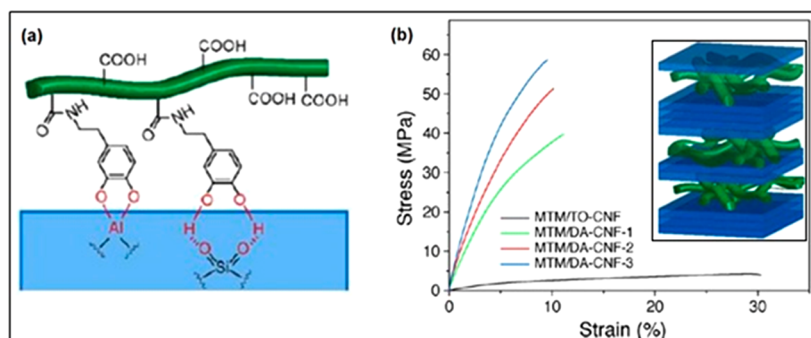 (a)
COOH
COOH
COOH COOH
O NH
O NH
O O
O O
Al
H H
O O
Si
(b)
Stress (MPa)
60
50
40
30
20
10
0
MTM/TO-CNF
MTM/DA-CNF-1
MTM/DA-CNF-2
MTM/DA-CNF-3
0 10 20 30
Strain (%)